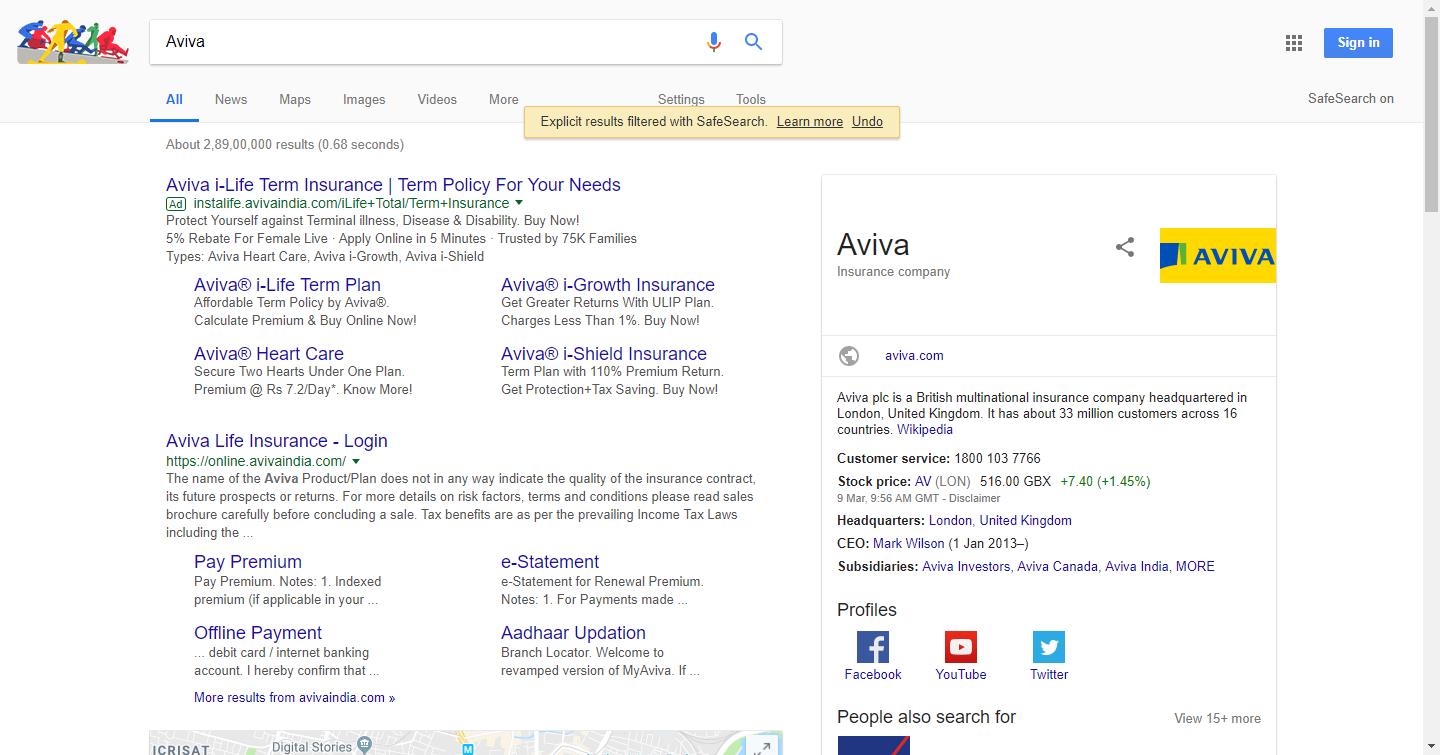 Aviva
Sign in
All News Maps Images Videos More Settings Tools
SafeSearch on
Explicit results filtered with SafeSearch. Learn more Undo
About 2,89,00,000 results (0.68 seconds)
Aviva i-Life Term Insurance | Term Policy For Your Needs
Ad instalife.avivaindia.com/iLife+Total/Term+Insurance
Protect Yourself against Terminal illness, Disease & Disability. Buy Now!
5% Rebate For Female Live · Apply Online in 5 Minutes · Trusted by 75K Families
Types: Aviva Heart Care, Aviva i-Growth, Aviva i-Shield
Aviva® i-Life Term Plan
Affordable Term Policy by Aviva®.
Calculate Premium & Buy Online Now!
Aviva® i-Growth Insurance
Get Greater Returns With ULIP Plan.
Charges Less Than 1%. Buy Now!
Aviva® Heart Care
Secure Two Hearts Under One Plan.
Premium @ Rs 7.2/Day*. Know More!
Aviva® i-Shield Insurance
Term Plan with 110% Premium Return.
Get Protection+Tax Saving. Buy Now!
Aviva Life Insurance - Login
https://online.avivaindia.com/
The name of the Aviva Product/Plan does not in any way indicate the quality of the insurance contract,
its future prospects or returns. For more details on risk factors, terms and conditions please read sales
brochure carefully before concluding a sale. Tax benefits are as per the prevailing Income Tax Laws
including the ...
Pay Premium
Pay Premium. Notes: 1. Indexed
premium (if applicable in your ...
e-Statement
e-Statement for Renewal Premium.
Notes: 1. For Payments made ...
Offline Payment
... debit card / internet banking
account. I hereby confirm that ...
Aadhaar Updation
Branch Locator. Welcome to
revamped version of MyAviva. If ...
More results from avivaindia.com »
ICRISAT
Digital Stories
M
Aviva
Insurance company
AVIVA
aviva.com
Aviva plc is a British multinational insurance company headquartered in
London, United Kingdom. It has about 33 million customers across 16
countries. Wikipedia
Customer service: 1800 103 7766
Stock price: AV (LON) 516.00 GBX +7.40 (+1.45%)
9 Mar, 9:56 AM GMT - Disclaimer
Headquarters: London, United Kingdom
CEO: Mark Wilson (1 Jan 2013–)
Subsidiaries: Aviva Investors, Aviva Canada, Aviva India, MORE
Profiles
Facebook YouTube Twitter
People also search for
View 15+ more